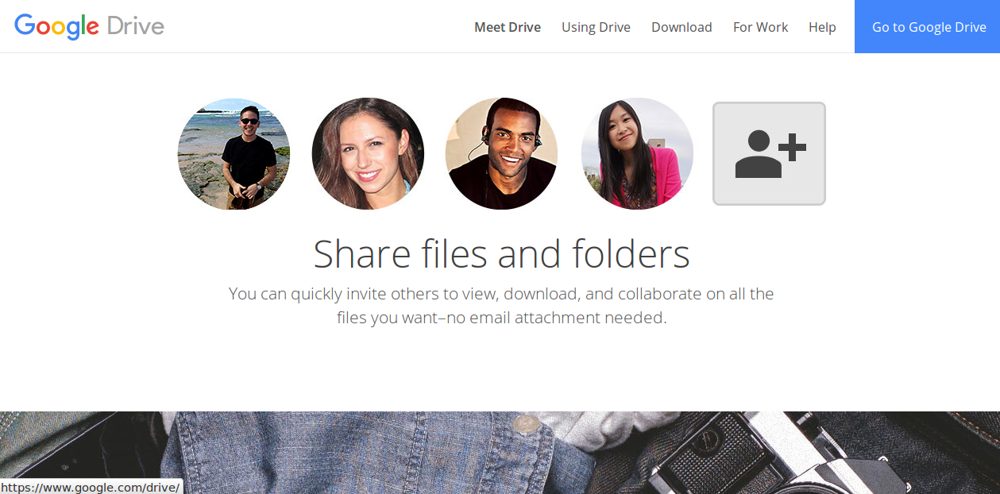 Google Drive
Meet Drive Using Drive Download For Work Help Go to Google Drive
Share files and folders
You can quickly invite others to view, download, and collaborate on all the
files you want–no email attachment needed.
https://www.google.com/drive/